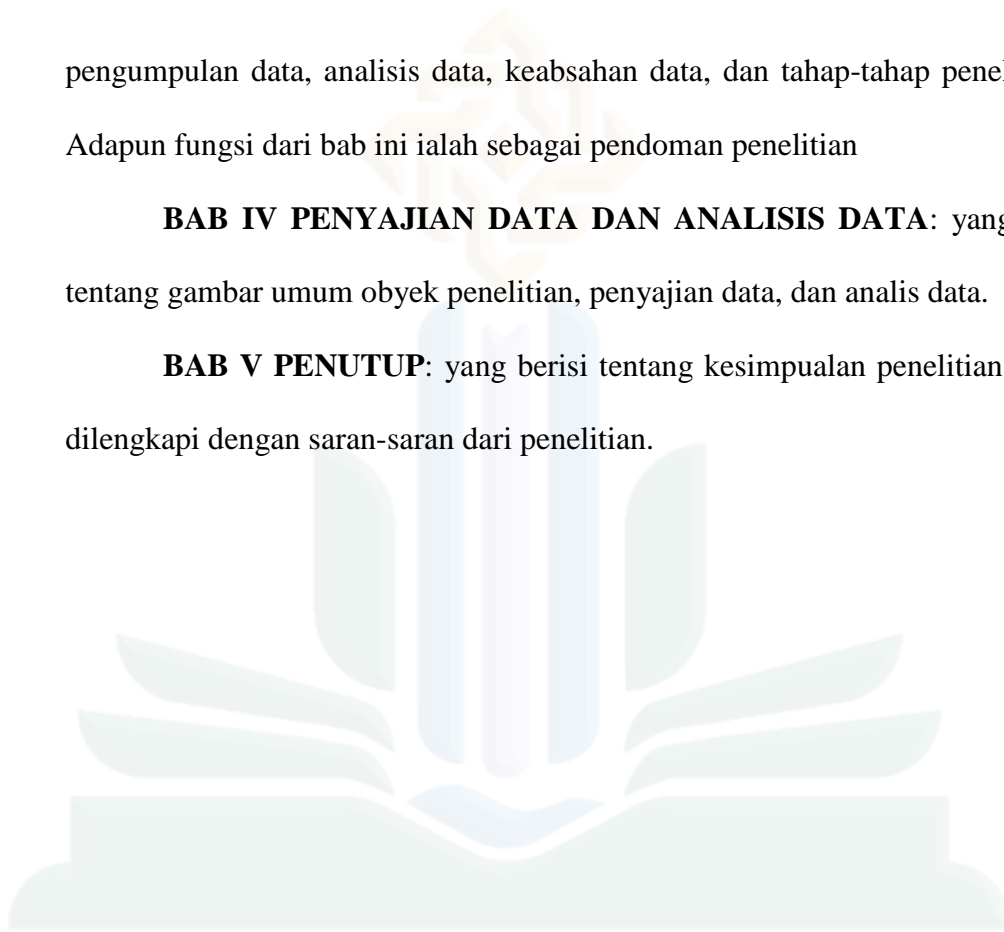 pengumpulan data, analisis data, keabsahan data, dan tahap-tahap
Adapun fungsi dari bab ini ialah sebagai pendoman penelitian
BAB IV PENYAJIAN DATA DAN ANALISIS DATA: yang
tentang gambar umum obyek penelitian, penyajian data, dan analis data.
BAB V PENUTUP: yang berisi tentang kesimpualan penelitian
dilengkapi dengan saran-saran dari penelitian.